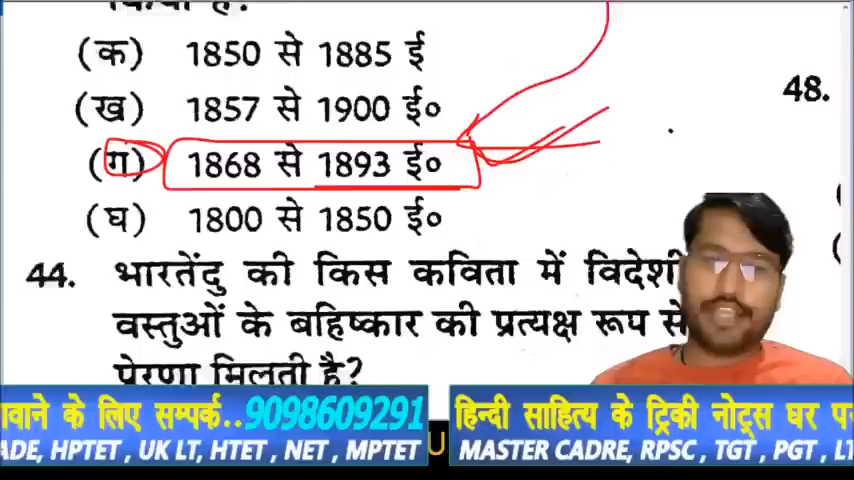 किया है?
(क) 1850 से 1885 ई
(ख) 1857 से 1900 ई०
(ग) 1868 से 1893 ई०
(घ) 1800 से 1850 ई०
48.
44. भारतेंदु की किस कविता में विदेशी
वस्तुओं के बहिष्कार की प्रत्यक्ष रूप से
प्रेरणा मिलती है?
वाने के लिए सम्पर्क..9098609291
हिन्दी साहित्य के ट्रिकी नोट्स घर
ADE, HPTET , UK LT, HTET , NET , MPTET
U
MASTER CADRE, RPSC , TGT , PGT , LT